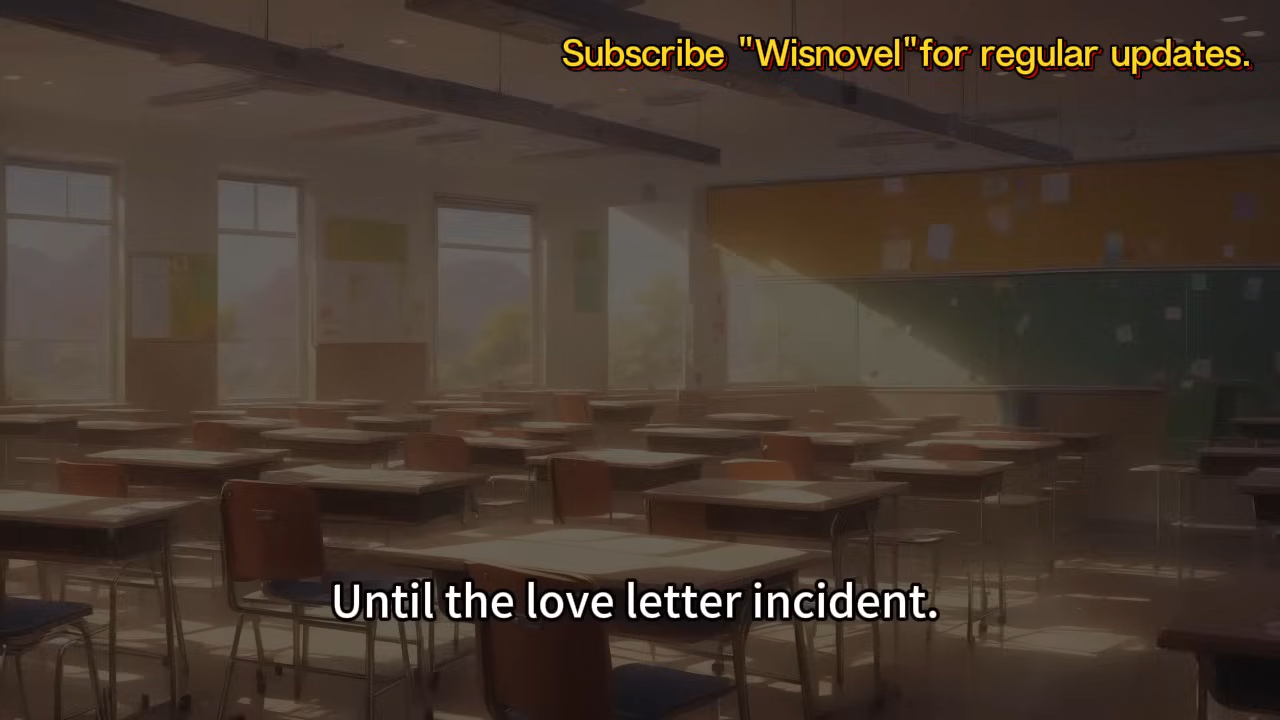 Subscribe "Wisnovel"for regular updates.
Until the love letter incident.